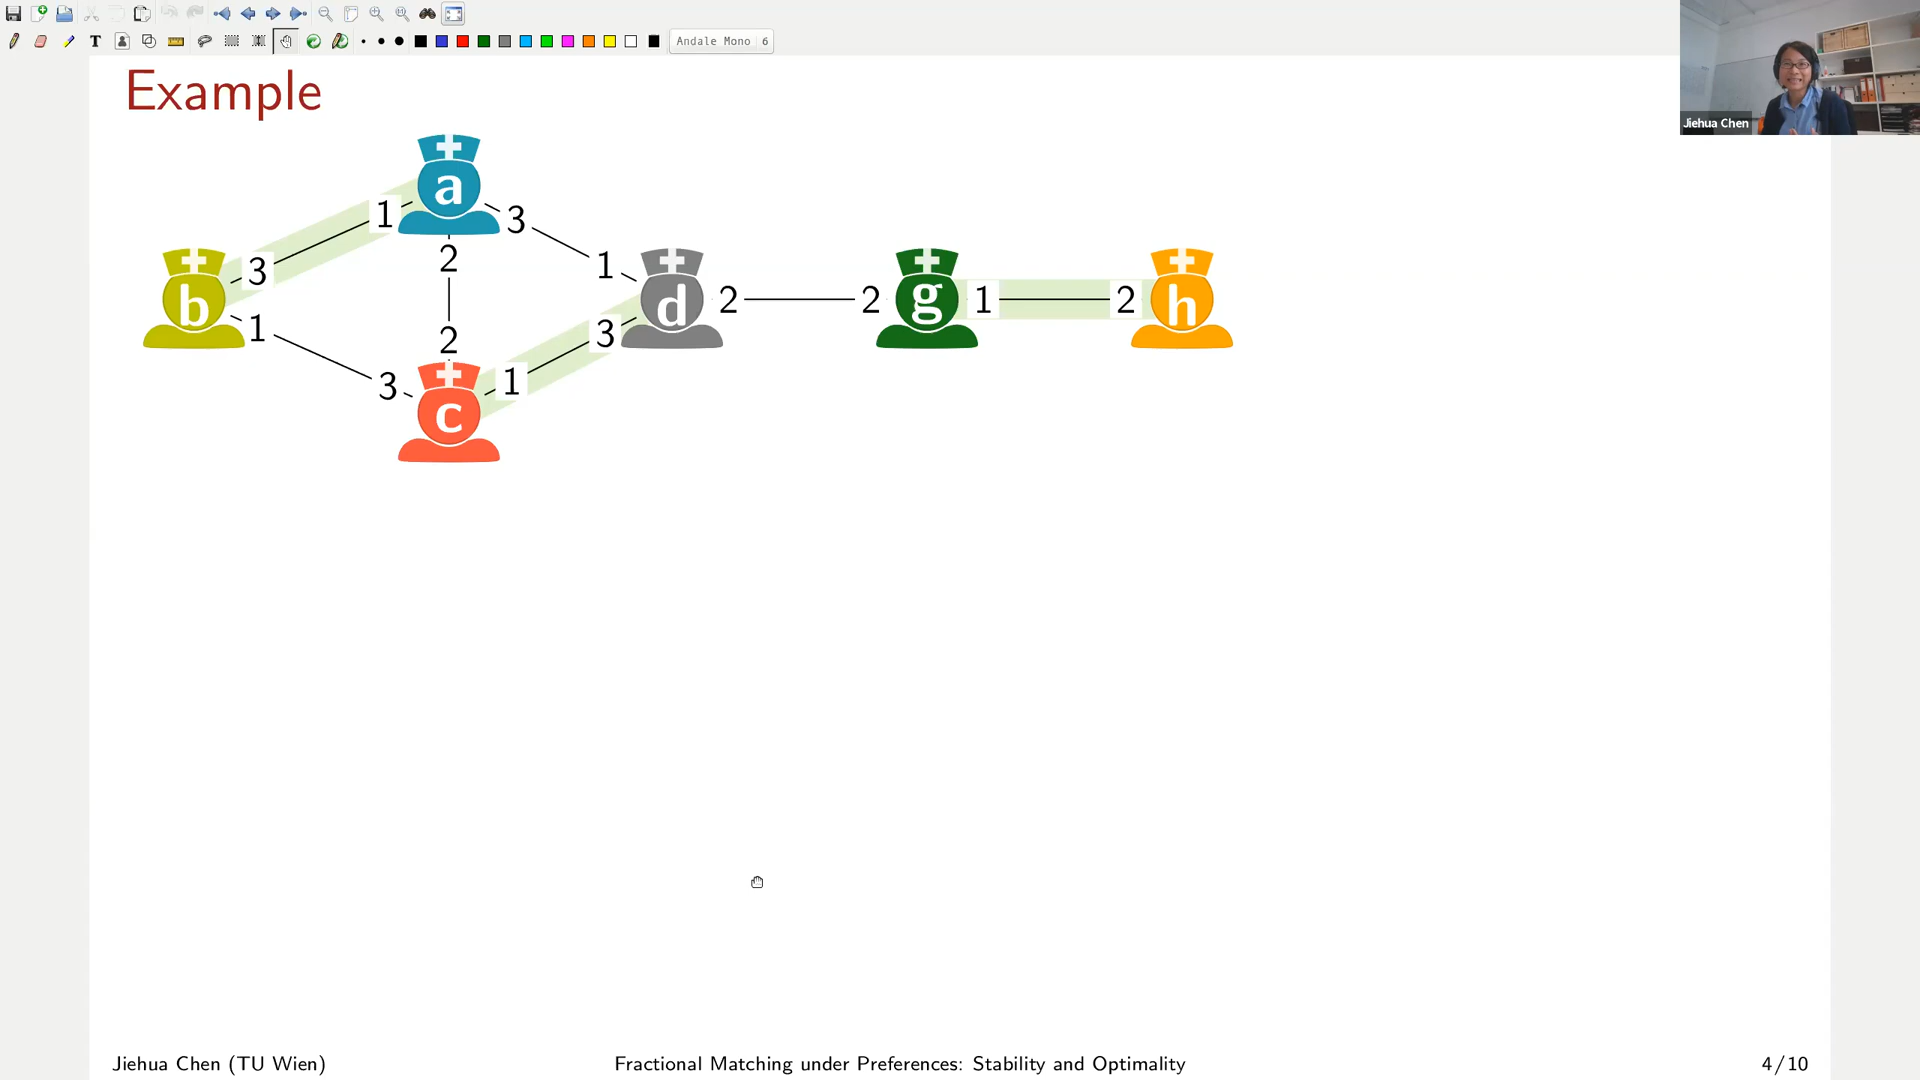 Andale Mono 6
Jiehua Chen
Example
a
1
3
3
2
1
b
d
2
2
g
1
2
h
1
2
3
3
1
c
Jiehua Chen (TU Wien)
Fractional Matching under Preferences: Stability and Optimality
4/10